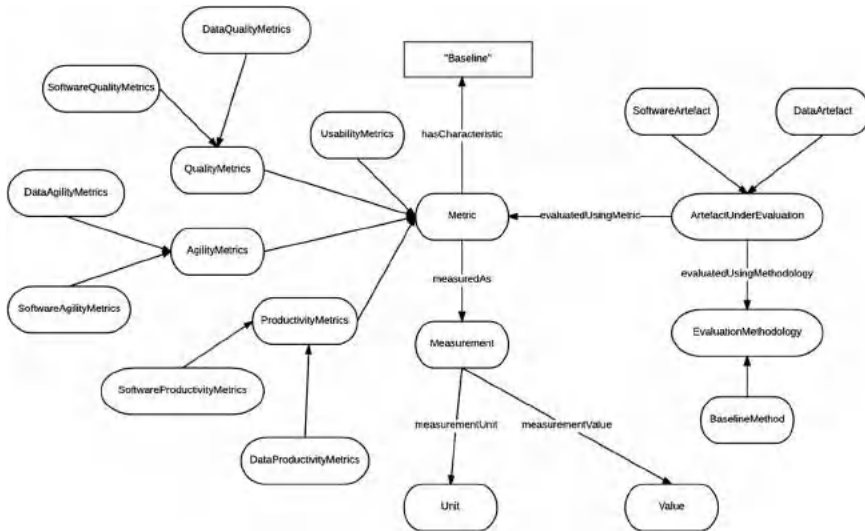 DataQualityMetrics
"Baseline"
SoftwareQualityMetrics
SoftwareArtefact
DataArtefact
UsabilityMetrics
hasCharacteristic
QualityMetrics
DataAgilityMetrics
Metric
evaluatedUsingMetric
ArtefactUnderEvaluation
AgilityMetrics
evaluatedUsingMethodology
measuredAs
SoftwareAgilityMetrics
ProductivityMetrics
Measurement
EvaluationMethodology
SoftwareProductivityMetrics
BaselineMethod
measurementUnit
measurementValue
DataProductivityMetrics
Unit
Value